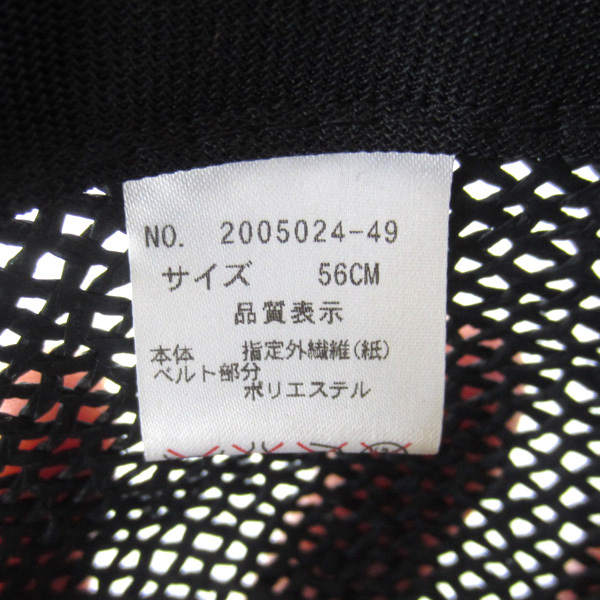 NO. 2005024-49
サイズ 56CM
品質表示
本体 指定外繊維(紙)
ベルト部分
ポリエステル